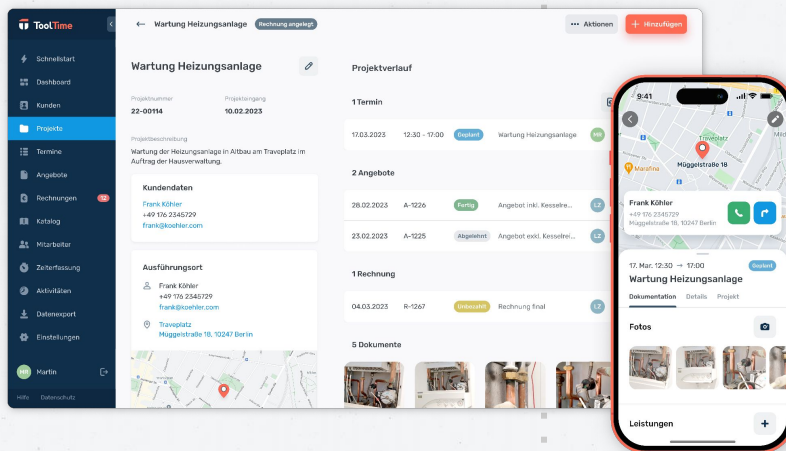 ToolTime
Schnellstart
Dashboard
Kunden
Projekte
Termine
Angebote
Rechnungen 12
Katalog
Mitarbeiter
Zeiterfassung
Aktivitäten
Datenexport
Einstellungen
MR Martin
Hilfe Datenschutz
← Wartung Heizungsanlage Rechnung angelegt
••• Aktionen
+ Hinzufügen
Wartung Heizungsanlage
Projektnummer Projekteingang
22-00114 10.02.2023
Projektbeschreibung
Wartung der Heizungsanlage in Altbau am Traveplatz im
Auftrag der Hausverwaltung.
Kundendaten
Frank Köhler
+49 176 2345729
frank@koehler.com
Ausführungsort
Frank Köhler
+49 176 2345729
frank@koehler.com
Traveplatz
Müggelstraße 18, 10247 Berlin
Projektverlauf
1 Termin
17.03.2023 12:30 - 17:00 Geplant Wartung Heizungsanlage MR
2 Angebote
28.02.2023 A-1226 Fertig Angebot inkl. Kesselre... LZ
23.02.2023 A-1225 Abgelehnt Angebot exkl. Kesselrei... LZ
1 Rechnung
04.03.2023 R-1267 Unbezahlt Rechnung final LZ
5 Dokumente
9:41
Traveplatz
Marafina
Müggelstraße 18
Frank Köhler
+49 176 2345729
Müggelstraße 18, 10247 Berlin
17. Mar. 12:30 → 17:00 Geplant
Wartung Heizungsanlage
Dokumentation Details Projekt
Fotos
Leistungen +